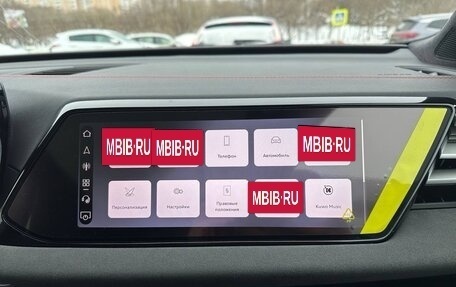 MBIB·RU
MBIB·RU
Телефон
Автомобиль
MBIB·RU
Персонализация
Настройки
Правовые
положения
MBIB·RU
Kuwo Music